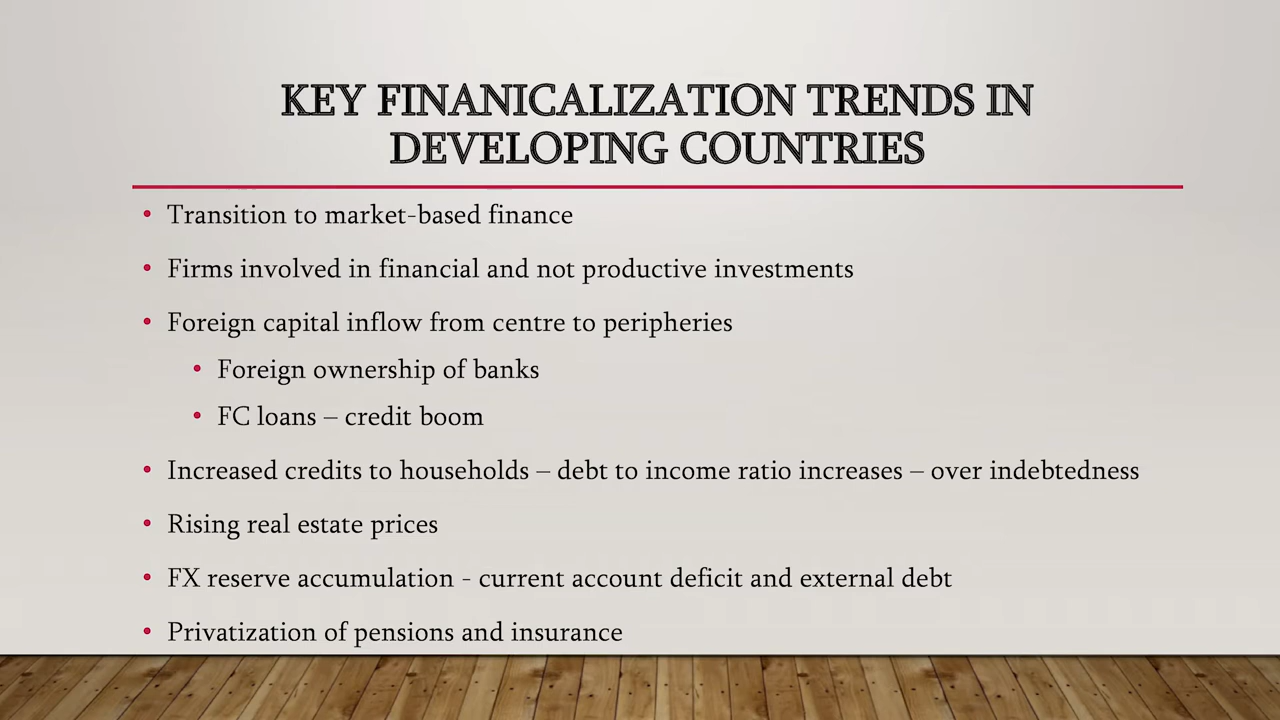 KEY FINANICALIZATION TRENDS IN
DEVELOPING COUNTRIES
• Transition to market-based finance
• Firms involved in financial and not productive investments
• Foreign capital inflow from centre to peripheries
• Foreign ownership of banks
• FC loans – credit boom
• Increased credits to households – debt to income ratio increases – over indebtedness
• Rising real estate prices
• FX reserve accumulation - current account deficit and external debt
• Privatization of pensions and insurance